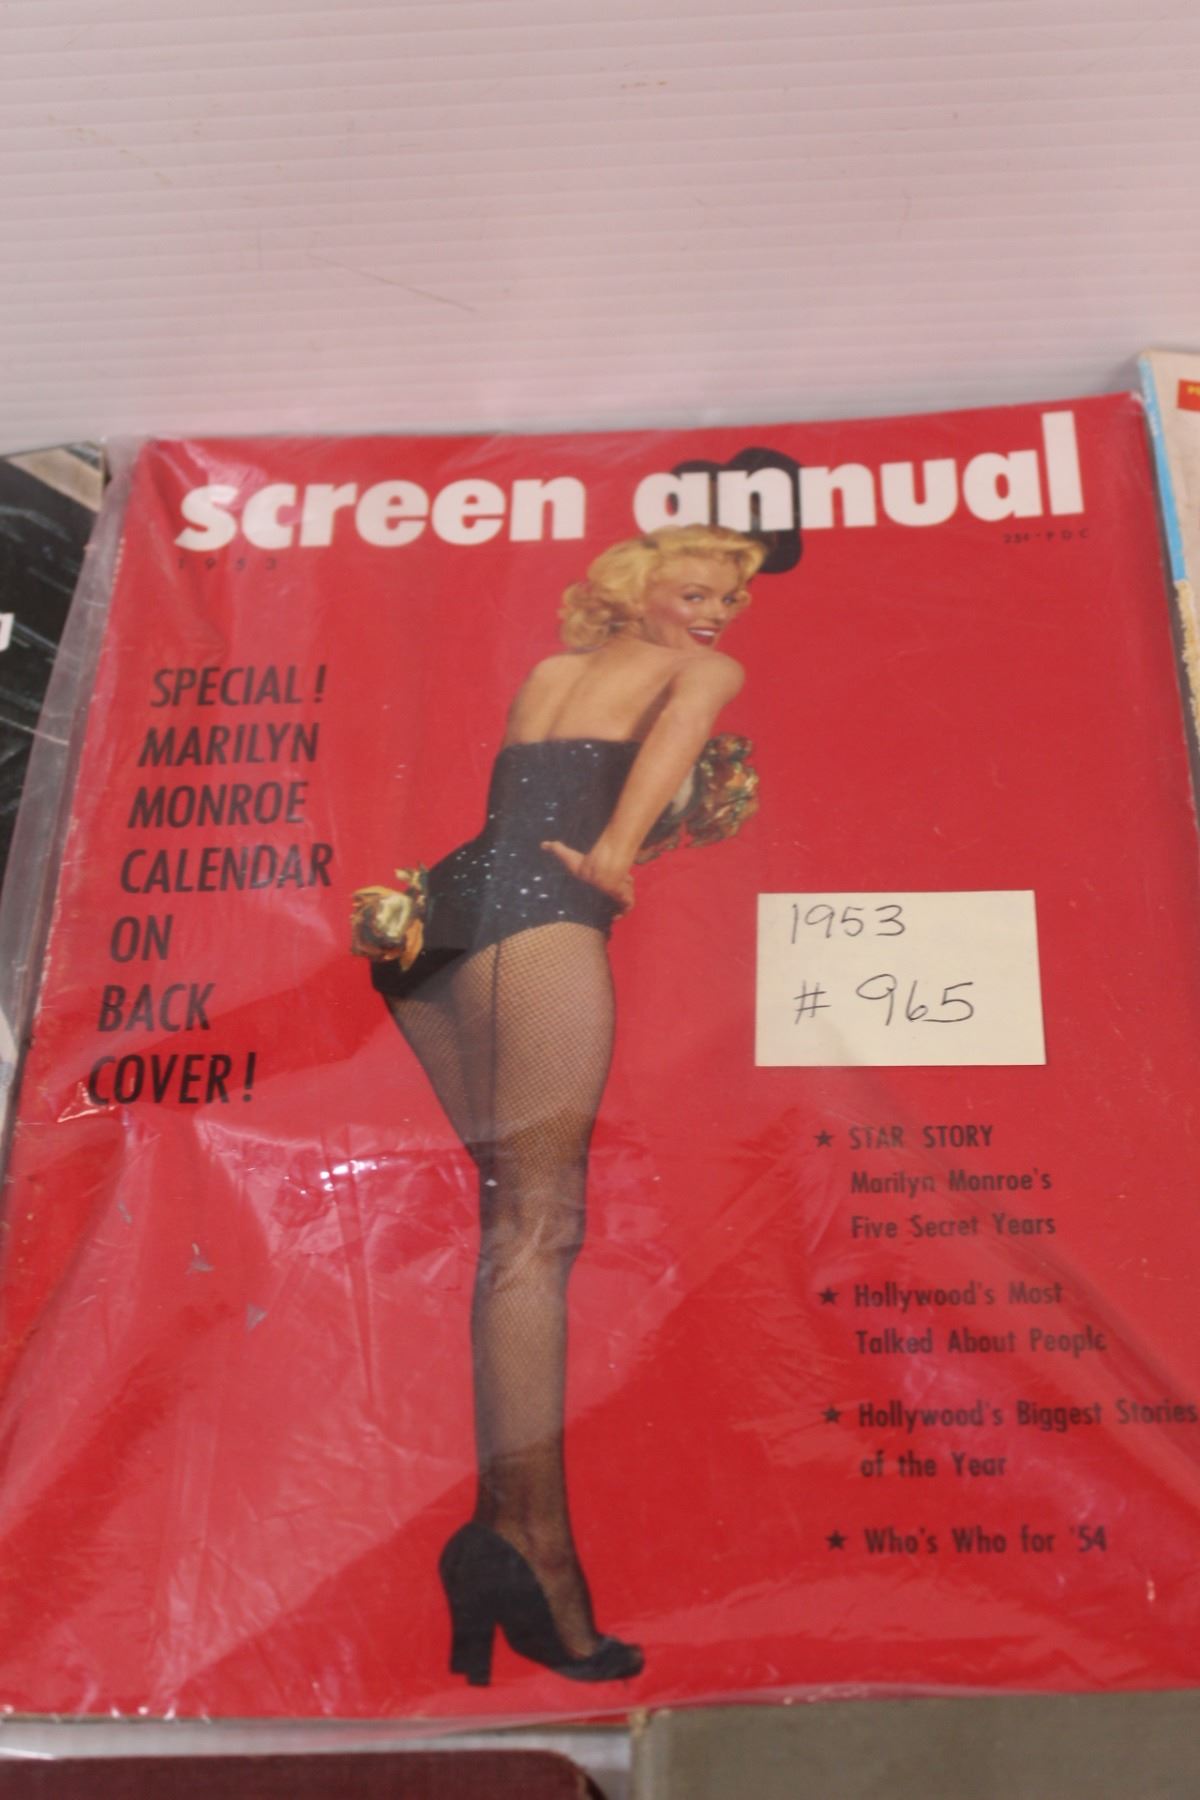 screen annual
1953
25¢ · P D C
SPECIAL!
MARILYN
MONROE
CALENDAR
ON
BACK
COVER!
1953
# 965
★ STAR STORY
Marilyn Monroe's
Five Secret Years
★ Hollywood's Most
Talked About People
★ Hollywood's Biggest Stories
of the Year
★ Who's Who for '54